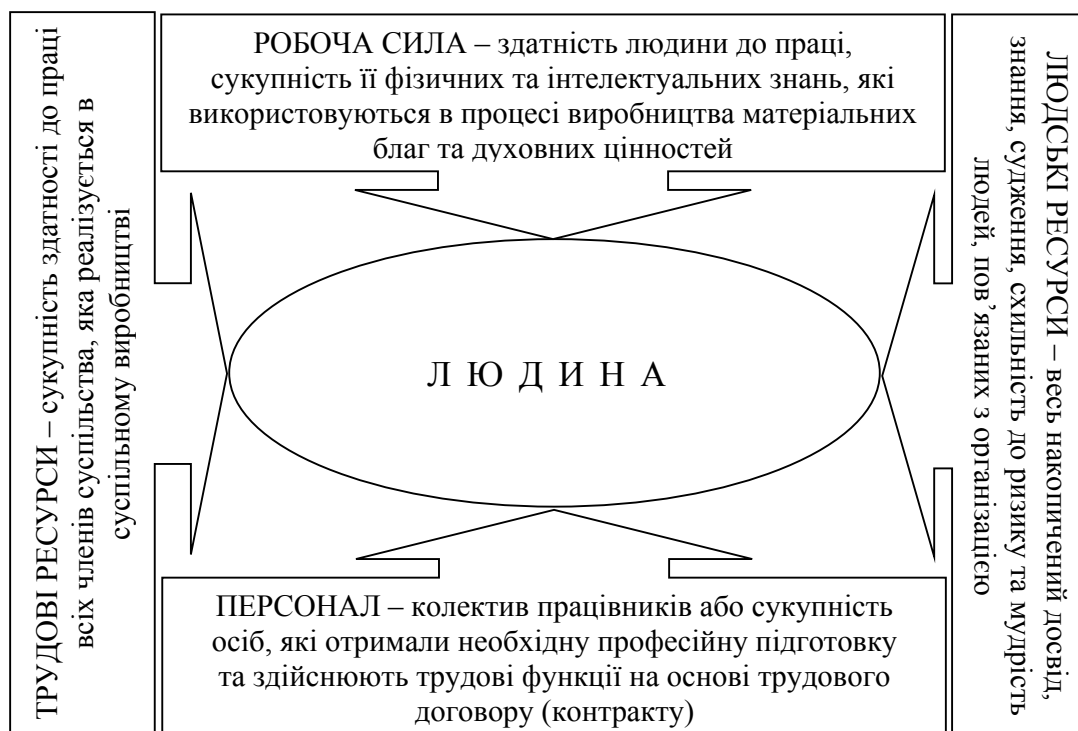 РОБОЧА СИЛА – здатність людини до праці,
сукупність її фізичних та інтелектуальних знань, які
використовуються в процесі виробництва матеріальних
благ та духовних цінностей
ТРУДОВІ РЕСУРСИ – сукупність здатності до праці
всіх членів суспільства, яка реалізується в
суспільному виробництві
Л Ю Д И Н А
ЛЮДСЬКІ РЕСУРСИ – весь накопичений досвід,
знання, судження, схильність до ризику та мудрість
людей, пов’язаних з організацією
ПЕРСОНАЛ – колектив працівників або сукупність
осіб, які отримали необхідну професійну підготовку
та здійснюють трудові функції на основі трудового
договору (контракту)